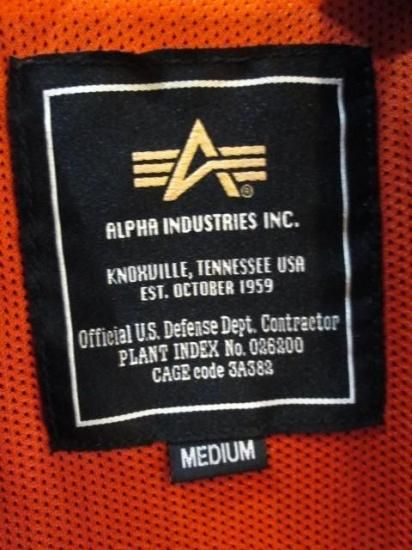 ALPHA INDUSTRIES INC.
KNOXVILLE, TENNESSEE USA
EST. OCTOBER 1959
Official U.S. Defense Dept. Contractor
PLANT INDEX No. 026200
CAGE code 3A382
MEDIUM